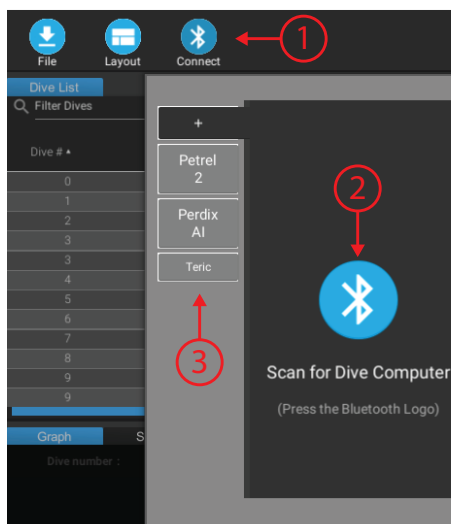 File
Layout
Connect
1
Dive List
Filter Dives
Dive #
0
1
2
3
3
4
5
6
7
8
9
9
Graph
S
Dive number :
+
Petrel
2
Perdix
AI
Teric
3
2
Scan for Dive Computer
(Press the Bluetooth Logo)